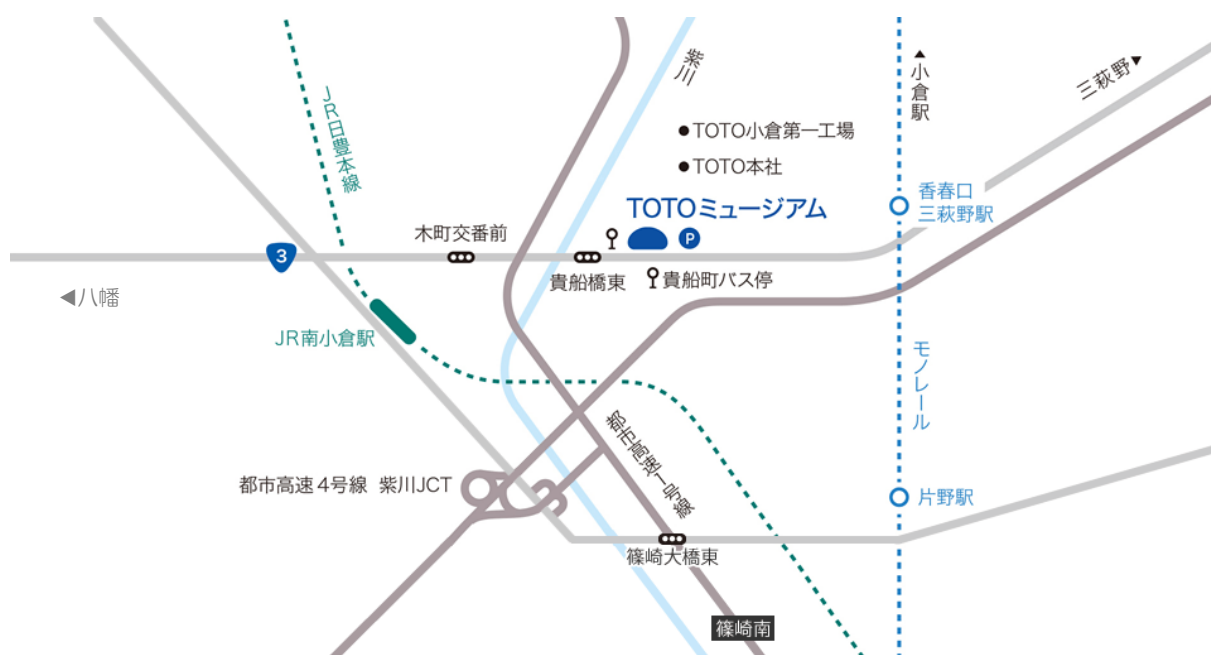 紫川
▲小倉駅
三萩野▶
JR日豊本線
●TOTO小倉第一工場
●TOTO本社
香春口
三萩野駅
TOTOミュージアム
木町交番前
P
3
貴船橋東
貴船町バス停
◀八幡
JR南小倉駅
モノレール
都市高速1号線
都市高速4号線 紫川JCT
片野駅
篠崎大橋東
篠崎南